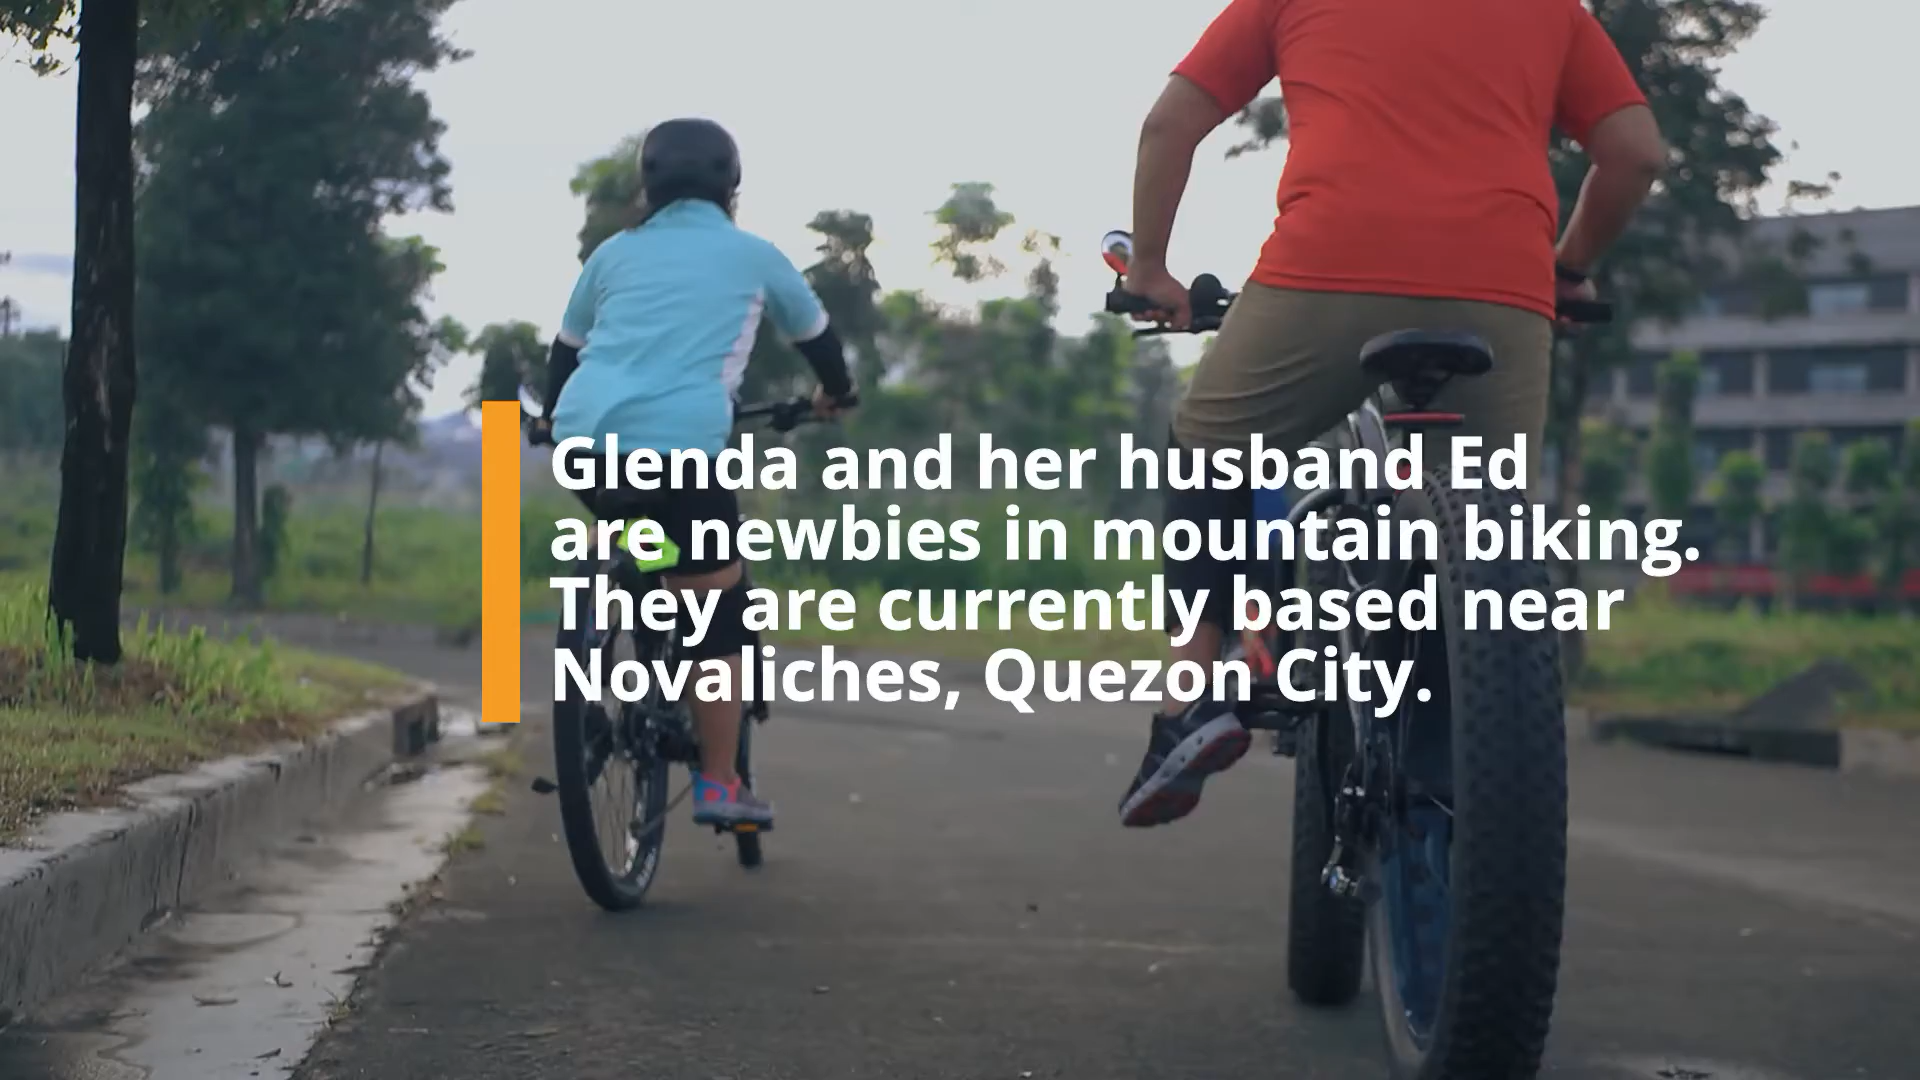 Glenda and her husband Ed
are newbies in mountain biking.
They are currently based near
Novaliches, Quezon City.